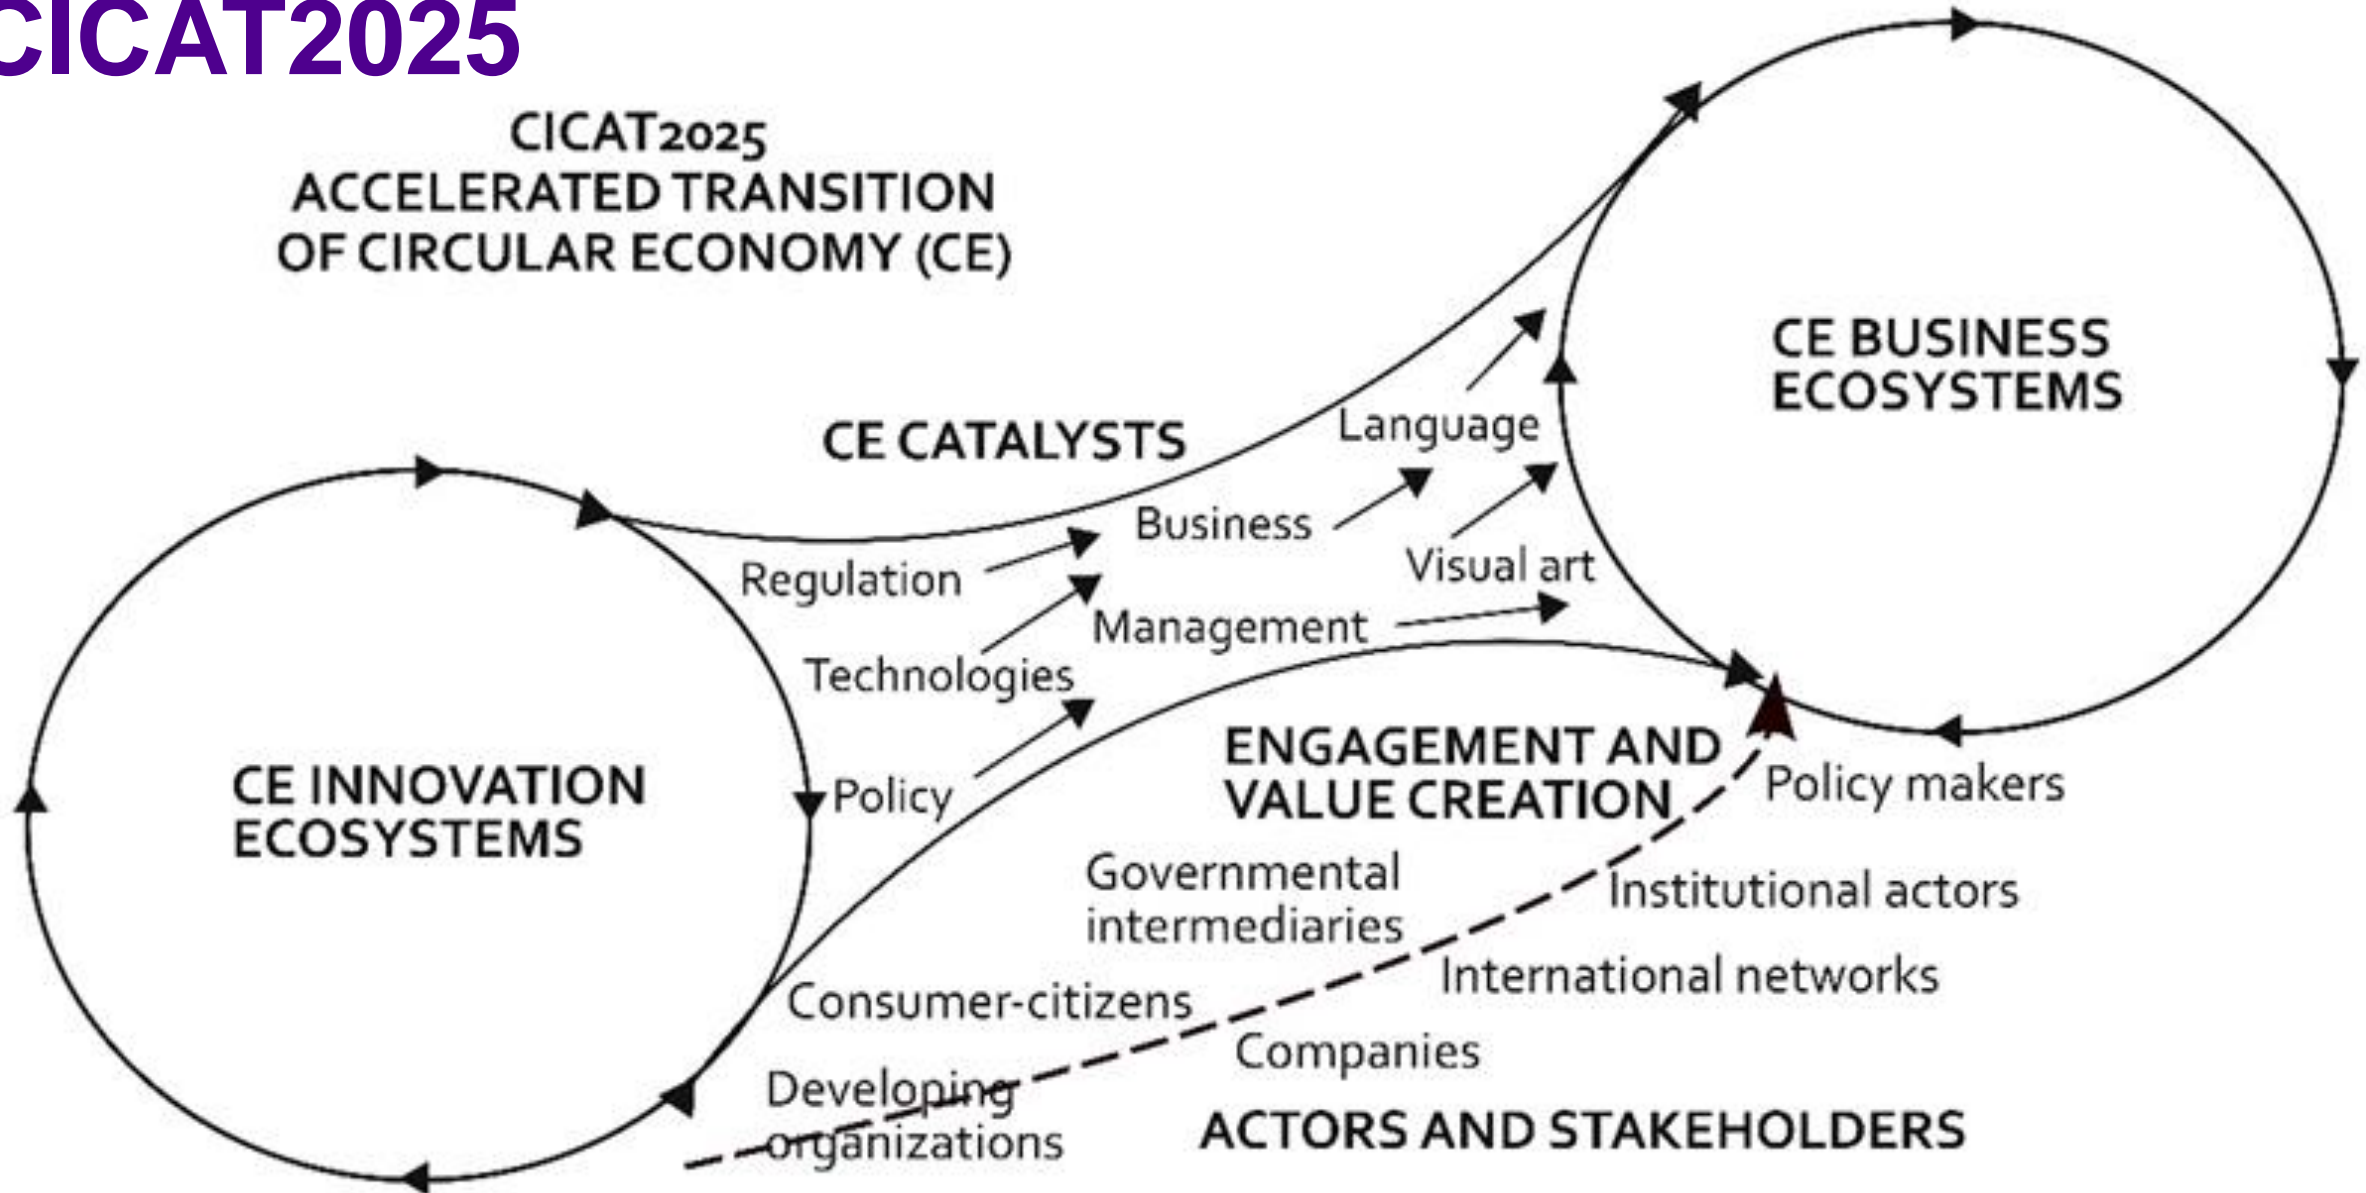 CICAT2025
CICAT2025
ACCELERATED TRANSITION
OF CIRCULAR ECONOMY (CE)
CE BUSINESS
ECOSYSTEMS
CE CATALYSTS
Language
Business
Visual art
Regulation
Management
Technologies
Policy
CE INNOVATION
ECOSYSTEMS
ENGAGEMENT AND
VALUE CREATION
Policy makers
Governmental
intermediaries
Institutional actors
International networks
Consumer-citizens
Companies
Developing
organizations
ACTORS AND STAKEHOLDERS